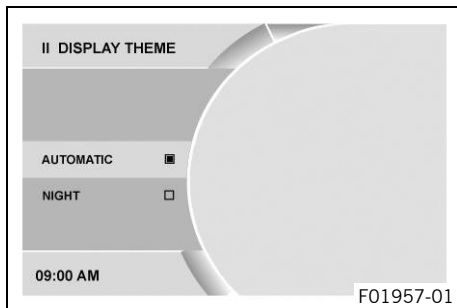 II DISPLAY THEME
AUTOMATIC
NIGHT
09:00 AM
F01957-01